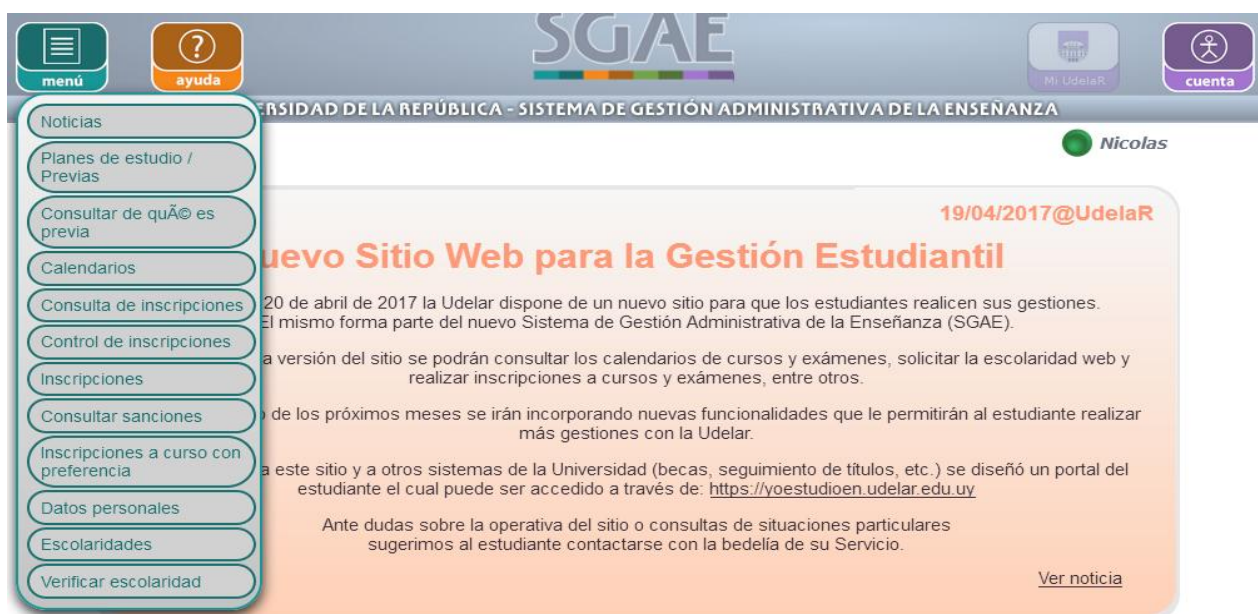 SGAE
menú
ayuda
Mi UdelaR
cuenta
DE LA REPÚBLICA - SISTEMA DE GESTIÓN ADMINISTRATIVA DE LA ENSEÑANZA
Nicolas
Noticias
Planes de estudio /
Previas
Consultar de quÃ© es
previa
Calendarios
Consulta de inscripciones
Control de inscripciones
Inscripciones
Consultar sanciones
Inscripciones a curso con
preferencia
Datos personales
Escolaridades
Verificar escolaridad
19/04/2017@UdelaR
Sitio Web para la Gestión Estudiantil
20 de abril de 2017 la Udelar dispone de un nuevo sitio para que los estudiantes realicen sus gestiones.
El mismo forma parte del nuevo Sistema de Gestión Administrativa de la Enseñanza (SGAE).
versión del sitio se podrán consultar los calendarios de cursos y exámenes, solicitar la escolaridad web y
realizar inscripciones a cursos y exámenes, entre otros.
de los próximos meses se irán incorporando nuevas funcionalidades que le permitirán al estudiante realizar
más gestiones con la Udelar.
a este sitio y a otros sistemas de la Universidad (becas, seguimiento de títulos, etc.) se diseñó un portal del
estudiante el cual puede ser accedido a través de: https://yoestudioen.udelar.edu.uy
Ante dudas sobre la operativa del sitio o consultas de situaciones particulares
sugerimos al estudiante contactarse con la bedelía de su Servicio.
Ver noticia